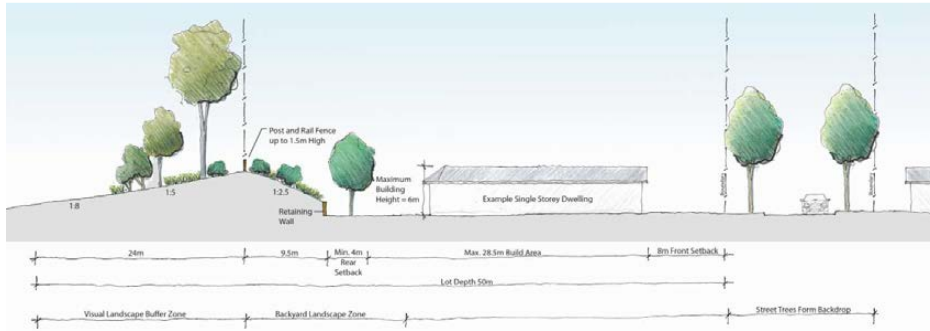 Post and Rail Fence
up to 1.5m High
1:8
1:5
1:2.5
Retaining
Wall
Maximum
Building
Height = 6m
Example Single Storey Dwelling
Boundary
Boundary
24m
9.5m
Min. 4m
Rear
Setback
Max. 28.5m Build Area
8m Front Setback
Lot Depth 50m
Visual Landscape Buffer Zone
Backyard Landscape Zone
Street Trees Form Backdrop